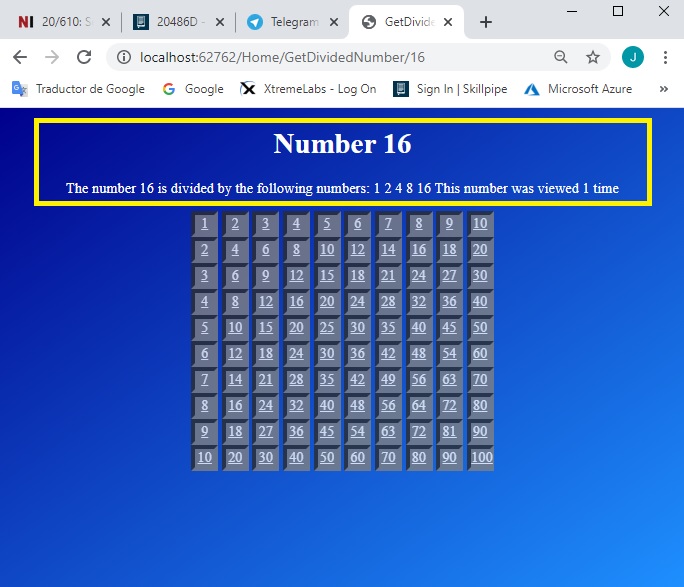 20/610: S
20486D -
Telegram
GetDivide
localhost:62762/Home/GetDividedNumber/16
J
Traductor de Google
Google
XtremeLabs - Log On
Sign In | Skillpipe
Microsoft Azure
»
Number 16
The number 16 is divided by the following numbers: 1 2 4 8 16 This number was viewed 1 time
1 2 3 4 5 6 7 8 9 10
2 4 6 8 10 12 14 16 18 20
3 6 9 12 15 18 21 24 27 30
4 8 12 16 20 24 28 32 36 40
5 10 15 20 25 30 35 40 45 50
6 12 18 24 30 36 42 48 54 60
7 14 21 28 35 42 49 56 63 70
8 16 24 32 40 48 56 64 72 80
9 18 27 36 45 54 63 72 81 90
10 20 30 40 50 60 70 80 90 100